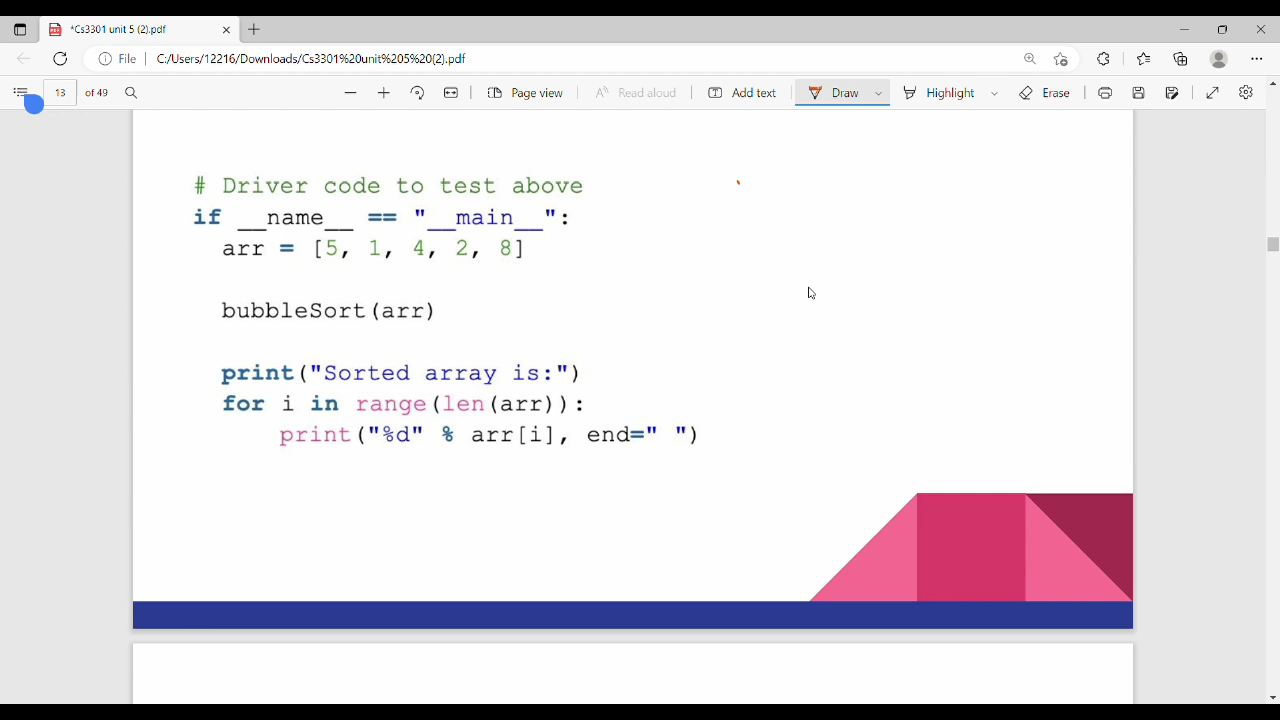 *Cs3301 unit 5 (2).pdf
File C:/Users/12216/Downloads/Cs3301%20unit%205%20(2).pdf
13 of 49 Page view Read aloud Add text Draw Highlight Erase
# Driver code to test above
if __name__ == "__main__":
arr = [5, 1, 4, 2, 8]
bubbleSort(arr)
print("Sorted array is:")
for i in range(len(arr)):
print("%d" % arr[i], end=" ")